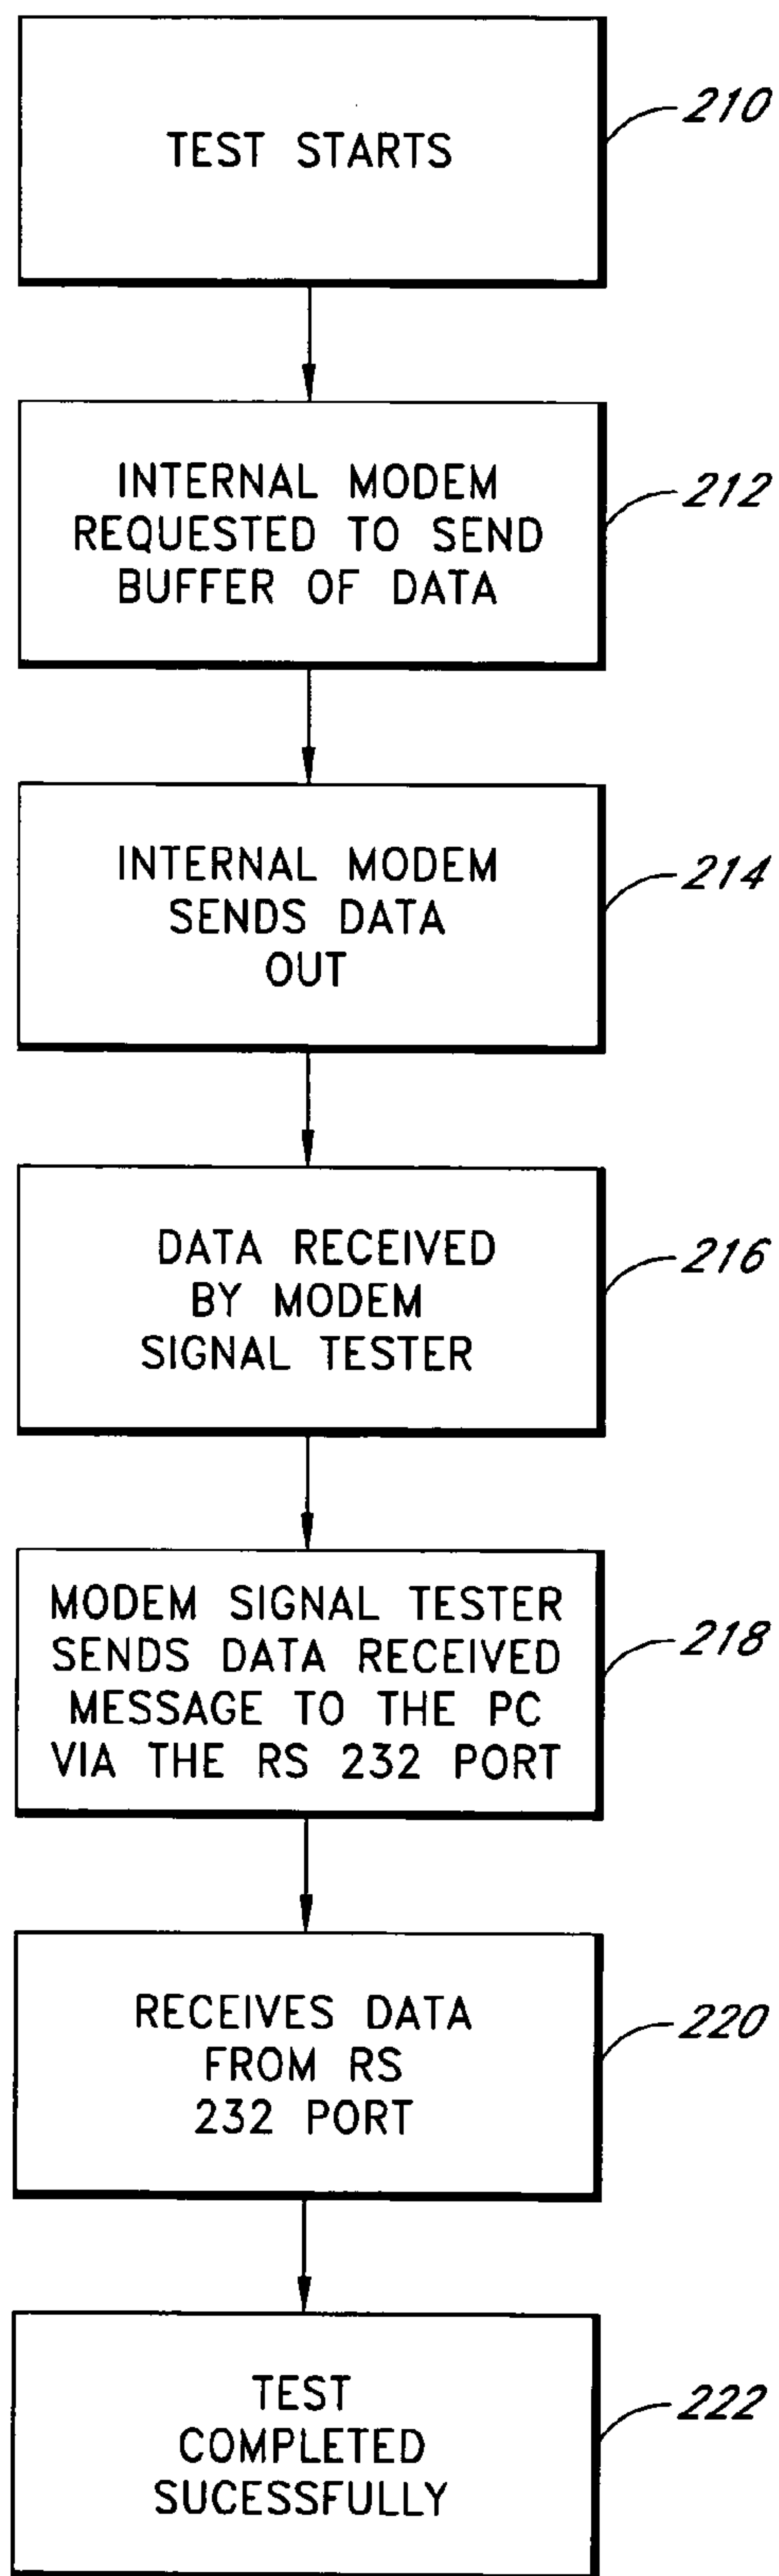 TEST STARTS
210
INTERNAL MODEM
REQUESTED TO SEND
BUFFER OF DATA
212
INTERNAL MODEM
SENDS DATA
OUT
214
DATA RECEIVED
BY MODEM
SIGNAL TESTER
216
MODEM SIGNAL TESTER
SENDS DATA RECEIVED
MESSAGE TO THE PC
VIA THE RS 232 PORT
218
RECEIVES DATA
FROM RS
232 PORT
220
TEST
COMPLETED
SUCESSFULLY
222